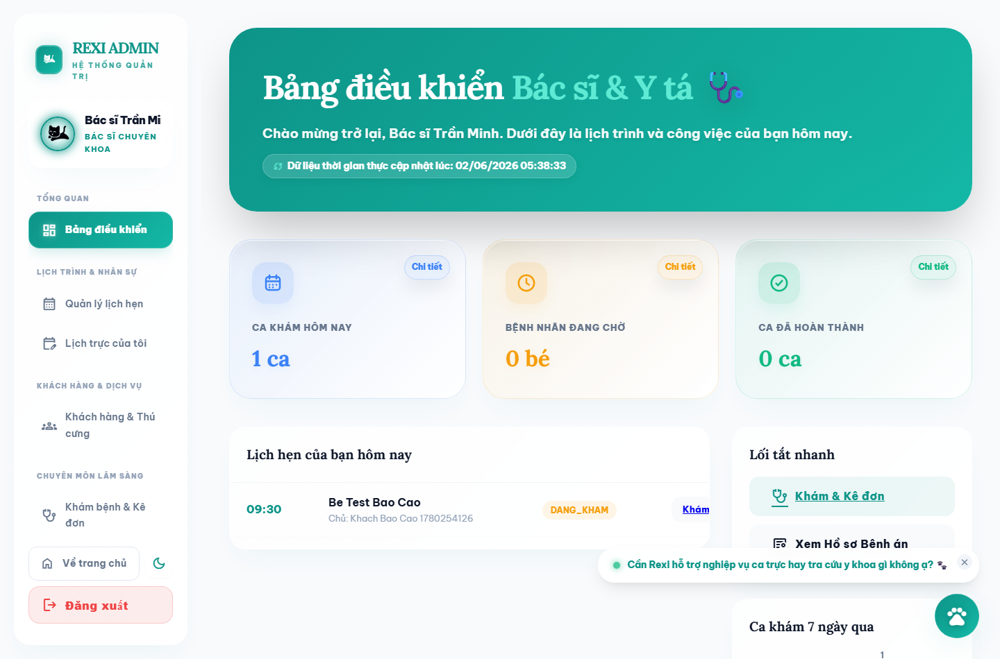 REXI ADMIN
HỆ THỐNG QUẢN
TRỊ
Bác sĩ Trần Mi
BÁC SĨ CHUYÊN
KHOA
TỔNG QUAN
Bảng điều khiển
LỊCH TRÌNH & NHÂN SỰ
Quản lý lịch hẹn
Lịch trực của tôi
KHÁCH HÀNG & DỊCH VỤ
Khách hàng & Thú
cưng
CHUYÊN MÔN LÂM SÀNG
Khám bệnh & Kê
đơn
Về trang chủ
Đăng xuất
Bảng điều khiển Bác sĩ & Y tá
Chào mừng trở lại, Bác sĩ Trần Minh. Dưới đây là lịch trình và công việc của bạn hôm nay.
Dữ liệu thời gian thực cập nhật lúc: 02/06/2026 05:38:33
Chi tiết
CA KHÁM HÔM NAY
1 ca
Chi tiết
BỆNH NHÂN ĐANG CHỜ
0 bé
Chi tiết
CA ĐÃ HOÀN THÀNH
0 ca
Lịch hẹn của bạn hôm nay
09:30
Be Test Bao Cao
Chủ: Khach Bao Cao 1780254126
DANG_KHAM
Khám
Lối tắt nhanh
Khám & Kê đơn
Xem Hồ sơ Bệnh án
Cần Rexi hỗ trợ nghiệp vụ ca trực hay tra cứu y khoa gì không ạ?
Ca khám 7 ngày qua
1